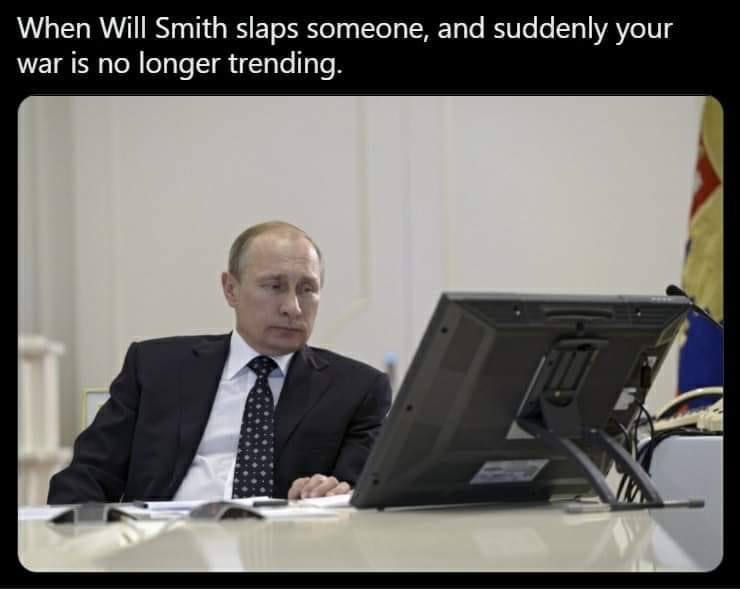 When Will Smith slaps someone, and suddenly your
war is no longer trending.